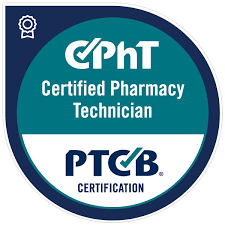 CPhT
Certified Pharmacy
Technician
PTCB®
CERTIFICATION